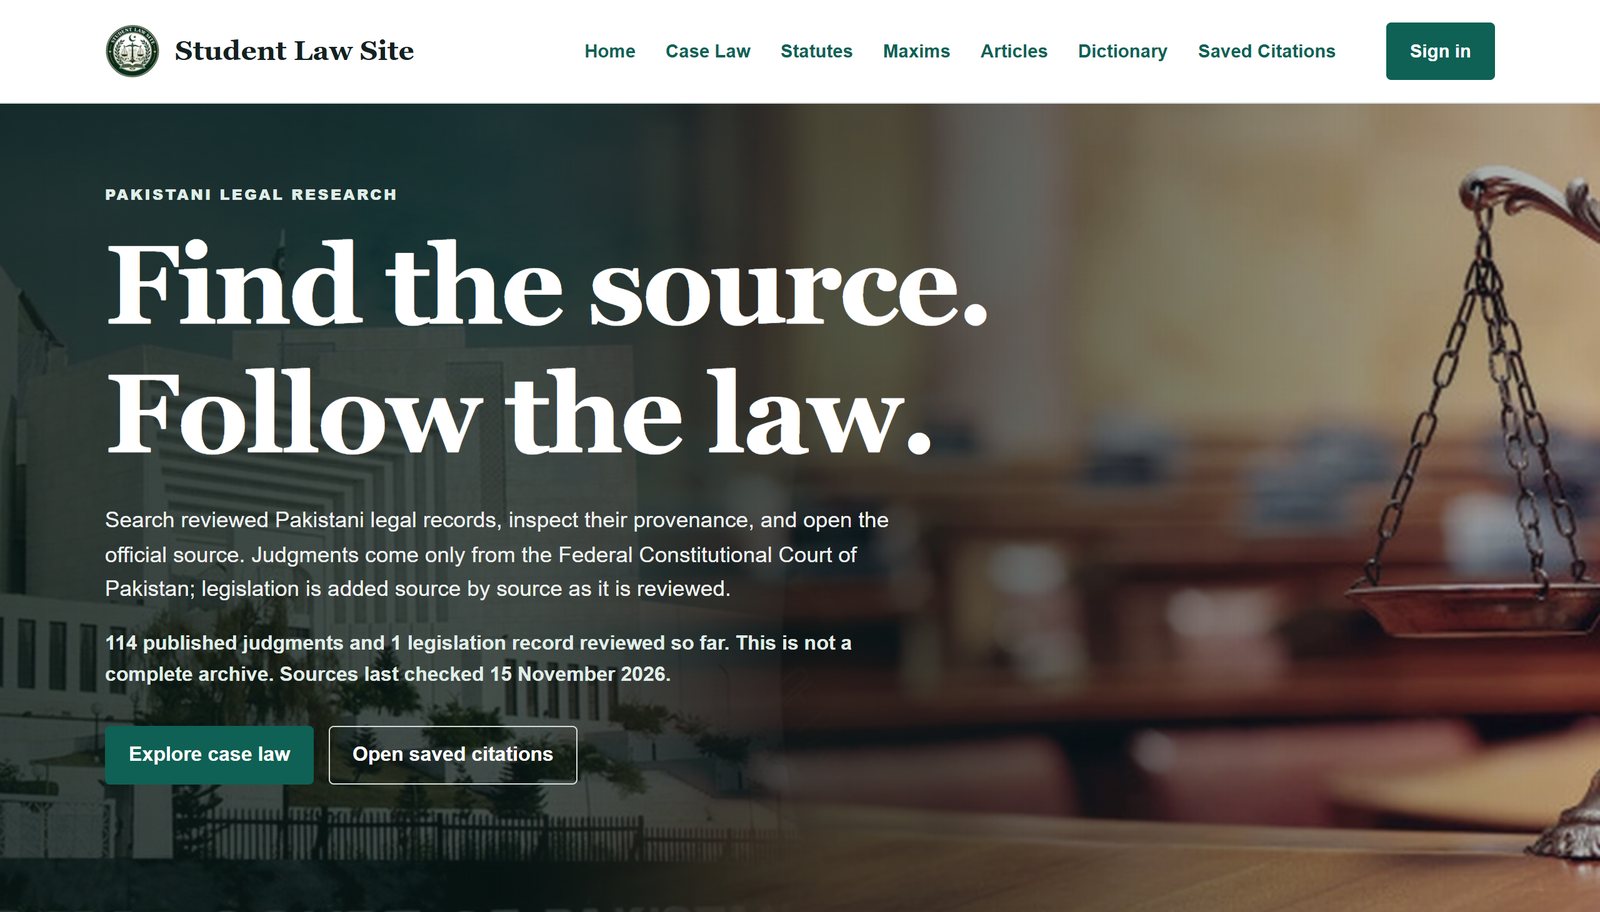 Student Law Site
Home
Case Law
Statutes
Maxims
Articles
Dictionary
Saved Citations
Sign in
PAKISTANI LEGAL RESEARCH
Find the source.
Follow the law.
Search reviewed Pakistani legal records, inspect their provenance, and open the
official source. Judgments come only from the Federal Constitutional Court of
Pakistan; legislation is added source by source as it is reviewed.
114 published judgments and 1 legislation record reviewed so far. This is not a
complete archive. Sources last checked 15 November 2026.
Explore case law
Open saved citations